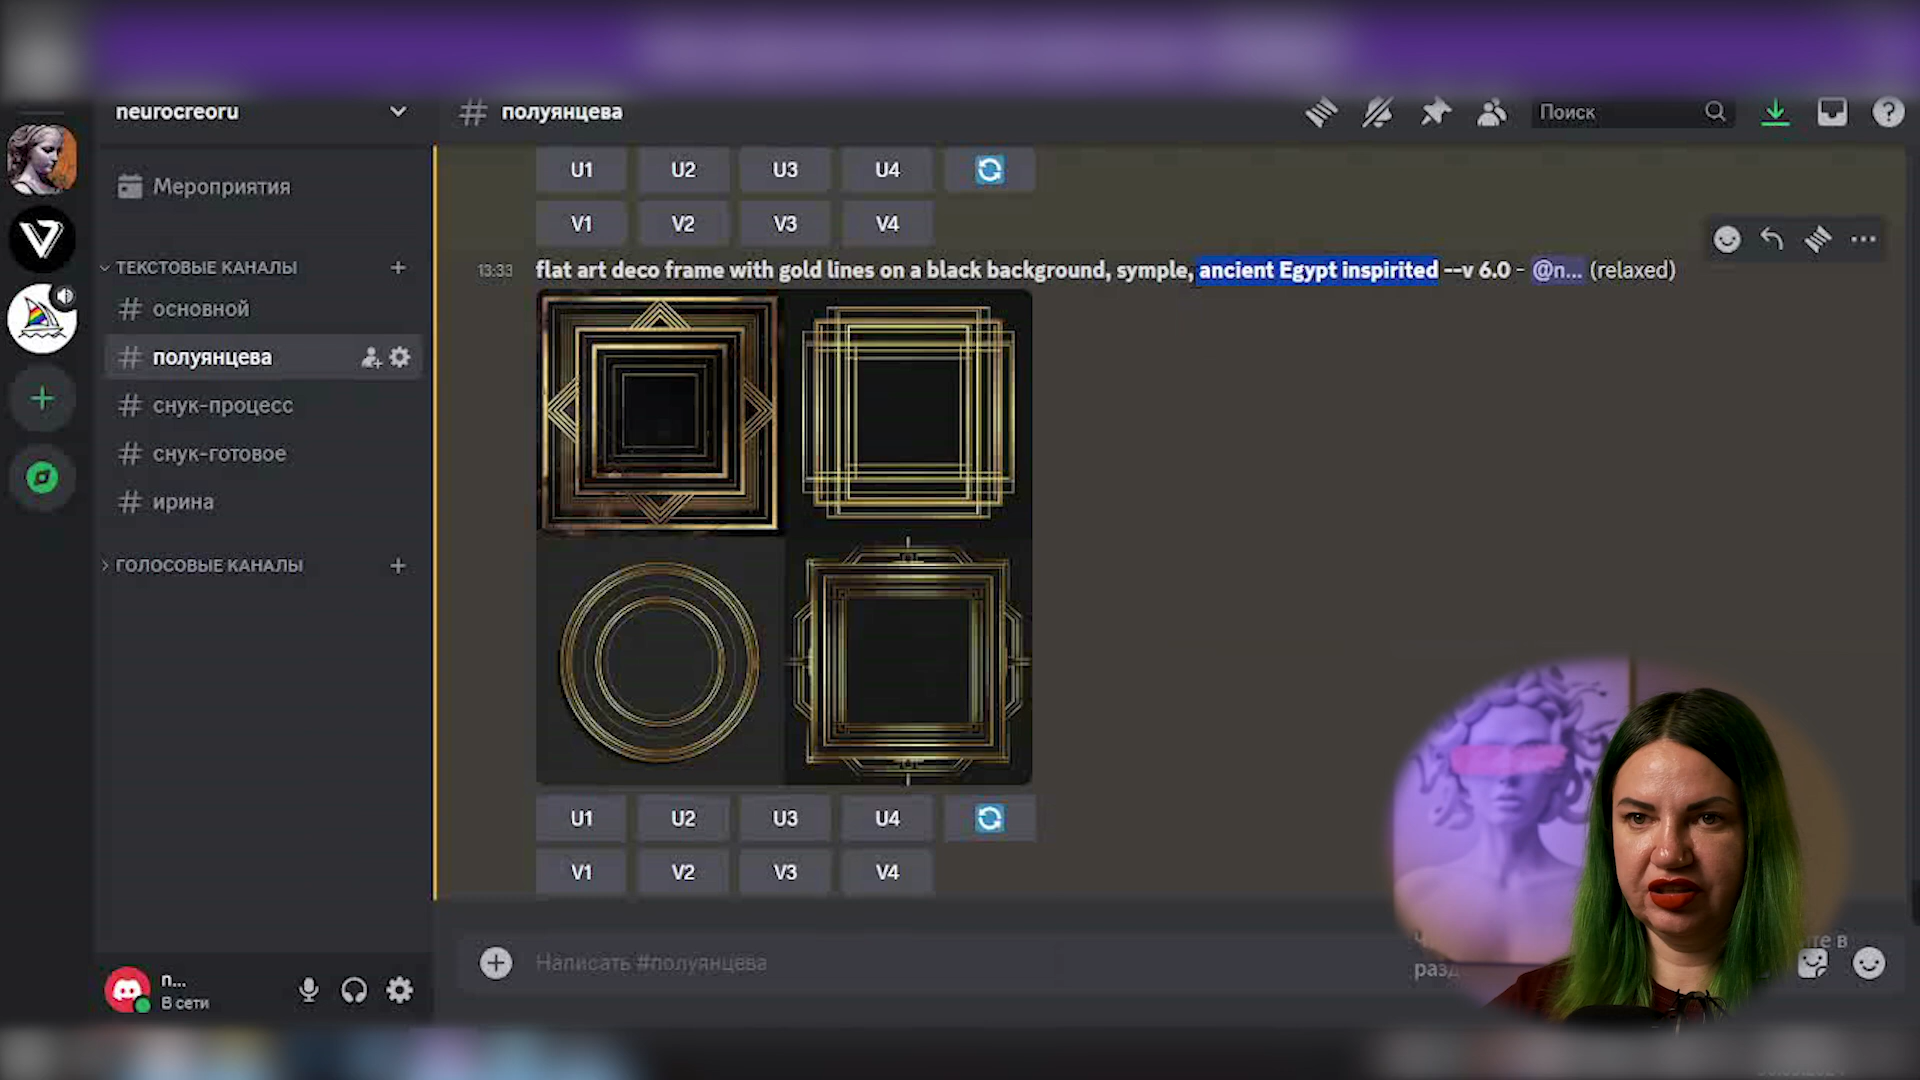 neurocreoru
полуянцева
Поиск
Мероприятия
ТЕКСТОВЫЕ КАНАЛЫ
основной
полуянцева
снук-процесс
снук-готовое
ирина
ГОЛОСОВЫЕ КАНАЛЫ
n...
В сети
U1 U2 U3 U4
V1 V2 V3 V4
13:33 flat art deco frame with gold lines on a black background, symple, ancient Egypt inspirited --v 6.0 - @n... (relaxed)
U1 U2 U3 U4
V1 V2 V3 V4
Написать #полуянцева